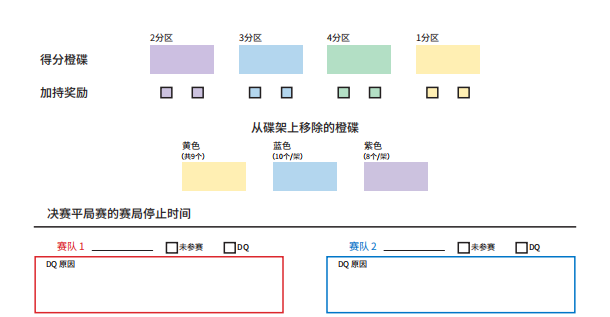 2分区 3分区 4分区 1分区
得分橙碟
加持奖励
从碟架上移除的橙碟
黄色 蓝色 紫色
(共9个) (10个/架) (8个/架)
决赛平局赛的赛局停止时间
赛队 1 未参赛 DQ 赛队 2 未参赛 DQ
DQ 原因 DQ 原因